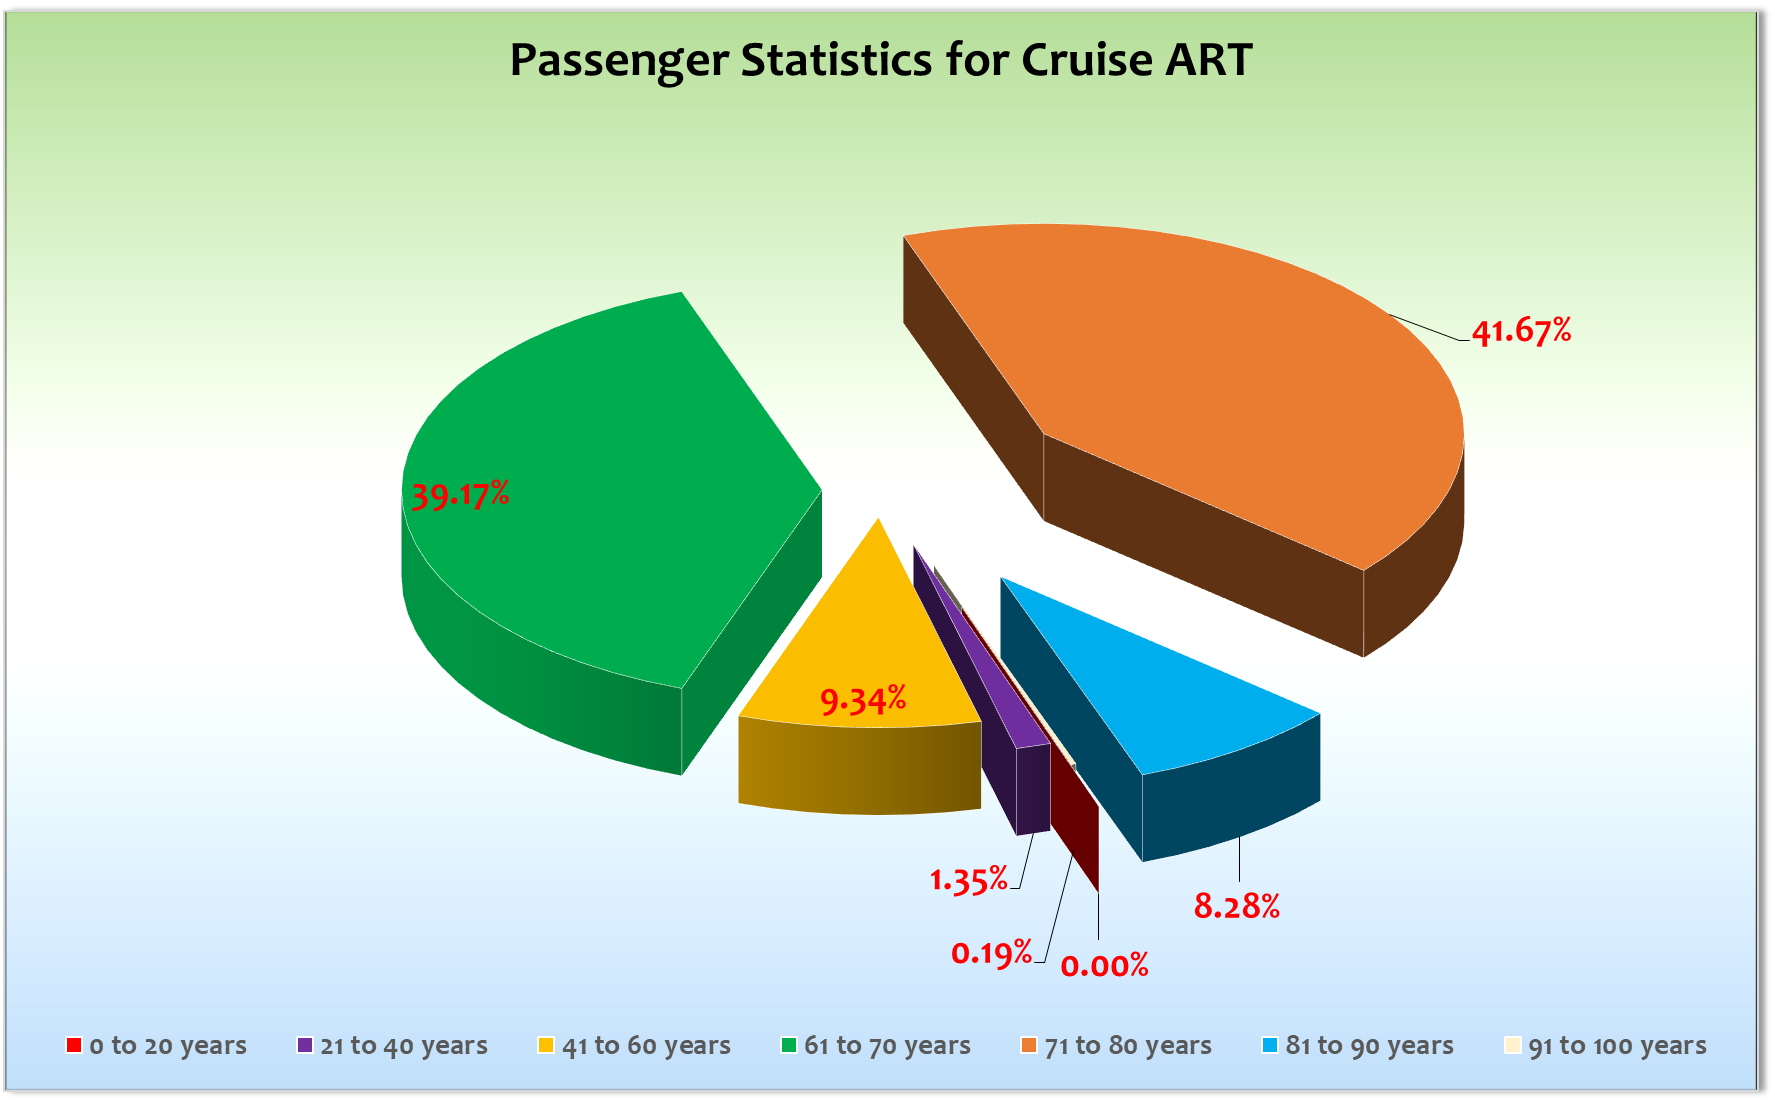 Passenger Statistics for Cruise ART
41.67%
39.17%
9.34%
1.35%
8.28%
0.19%
0.00%
0 to 20 years
21 to 40 years
41 to 60 years
61 to 70 years
71 to 80 years
81 to 90 years
91 to 100 years